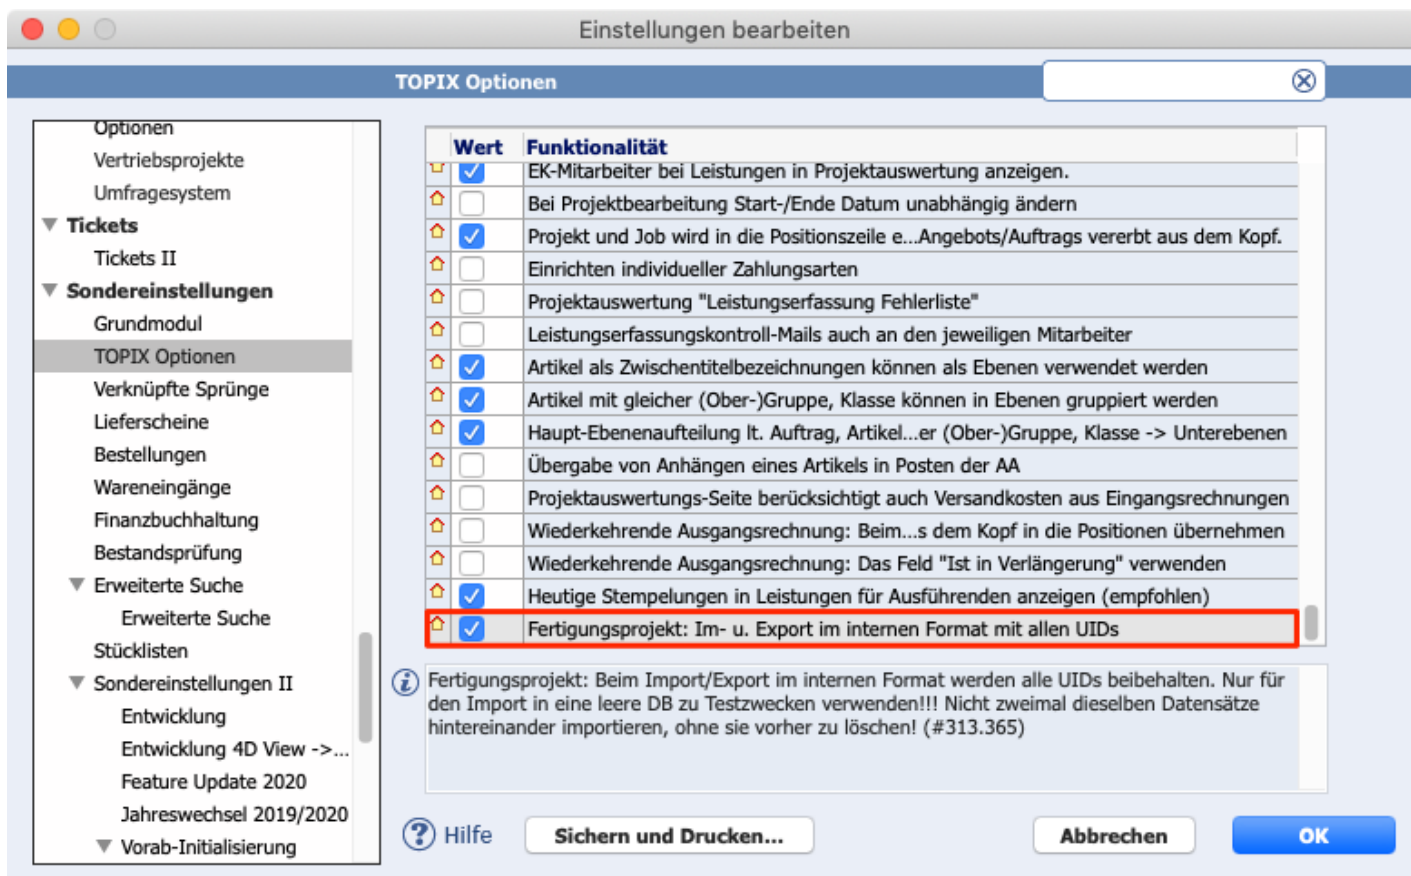 Einstellungen bearbeiten
TOPIX Optionen
Optionen
Vertriebsprojekte
Umfragesystem
Tickets
Tickets II
Sondereinstellungen
Grundmodul
TOPIX Optionen
Verknüpfte Sprünge
Lieferscheine
Bestellungen
Wareneingänge
Finanzbuchhaltung
Bestandsprüfung
Erweiterte Suche
Erweiterte Suche
Stücklisten
Sondereinstellungen II
Entwicklung
Entwicklung 4D View ->...
Feature Update 2020
Jahreswechsel 2019/2020
Vorab-Initialisierung
Wert Funktionalität
EK-Mitarbeiter bei Leistungen in Projektauswertung anzeigen.
Bei Projektbearbeitung Start-/Ende Datum unabhängig ändern
Projekt und Job wird in die Positionszeile e...Angebots/Auftrags vererbt aus dem Kopf.
Einrichten individueller Zahlungsarten
Projektauswertung "Leistungserfassung Fehlerliste"
Leistungserfassungskontroll-Mails auch an den jeweiligen Mitarbeiter
Artikel als Zwischentitelbezeichnungen können als Ebenen verwendet werden
Artikel mit gleicher (Ober-)Gruppe, Klasse können in Ebenen gruppiert werden
Haupt-Ebenenaufteilung lt. Auftrag, Artikel...er (Ober-)Gruppe, Klasse -> Unterebenen
Übergabe von Anhängen eines Artikels in Posten der AA
Projektauswertungs-Seite berücksichtigt auch Versandkosten aus Eingangsrechnungen
Wiederkehrende Ausgangsrechnung: Beim...s dem Kopf in die Positionen übernehmen
Wiederkehrende Ausgangsrechnung: Das Feld "Ist in Verlängerung" verwenden
Heutige Stempelungen in Leistungen für Ausführenden anzeigen (empfohlen)
Fertigungsprojekt: Im- u. Export im internen Format mit allen UIDs
Fertigungsprojekt: Beim Import/Export im internen Format werden alle UIDs beibehalten. Nur für
den Import in eine leere DB zu Testzwecken verwenden!!! Nicht zweimal dieselben Datensätze
hintereinander importieren, ohne sie vorher zu löschen! (#313.365)
Hilfe
Sichern und Drucken...
Abbrechen
OK